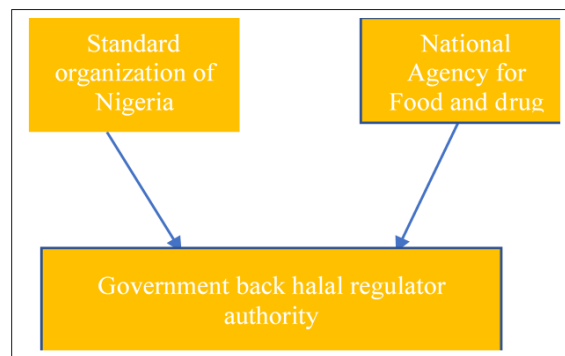 Standard
organization of
Nigeria
National
Agency for
Food and drug
Government back halal regulator
authority